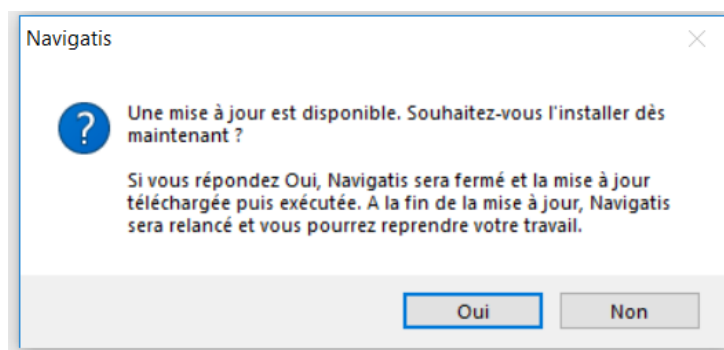 Navigatis
Une mise à jour est disponible. Souhaitez-vous l'installer dès
maintenant ?
Si vous répondez Oui, Navigatis sera fermé et la mise à jour
téléchargée puis exécutée. A la fin de la mise à jour, Navigatis
sera relancé et vous pourrez reprendre votre travail.
Oui
Non